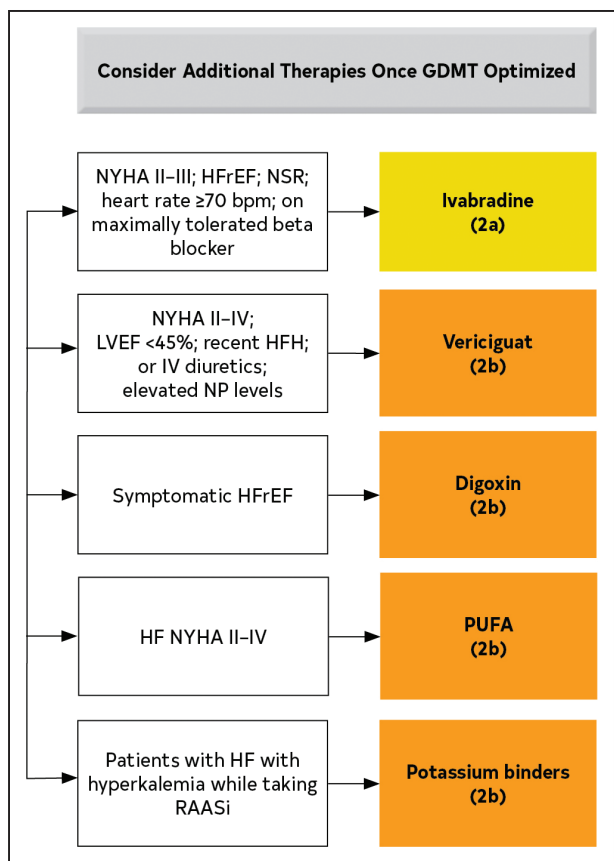 Consider Additional Therapies Once GDMT Optimized
NYHA II–III; HFrEF; NSR;
heart rate ≥70 bpm; on
maximally tolerated beta
blocker
Ivabradine
(2a)
NYHA II–IV;
LVEF <45%; recent HFH;
or IV diuretics;
elevated NP levels
Vericiguat
(2b)
Symptomatic HFrEF
Digoxin
(2b)
HF NYHA II–IV
PUFA
(2b)
Patients with HF with
hyperkalemia while taking
RAASi
Potassium binders
(2b)